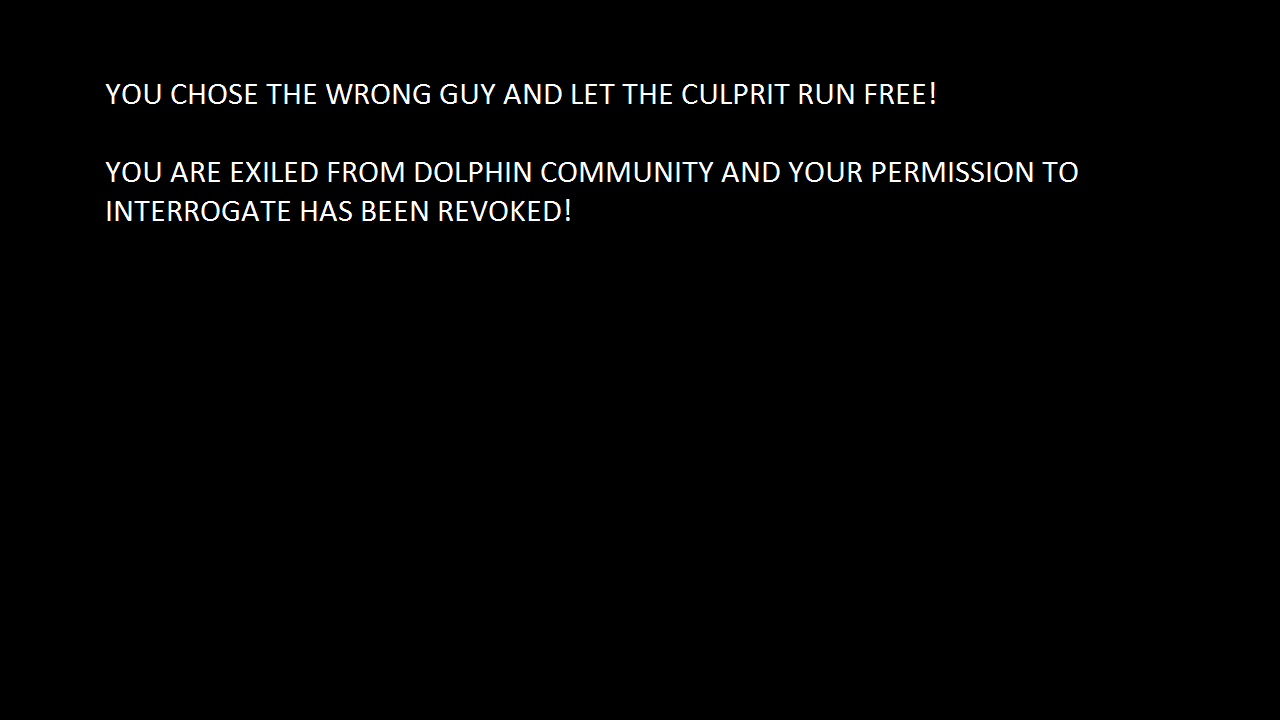 YOU CHOSE THE WRONG GUY AND LET THE CULPRIT RUN FREE!
YOU ARE EXILED FROM DOLPHIN COMMUNITY AND YOUR PERMISSION TO
INTERROGATE HAS BEEN REVOKED!